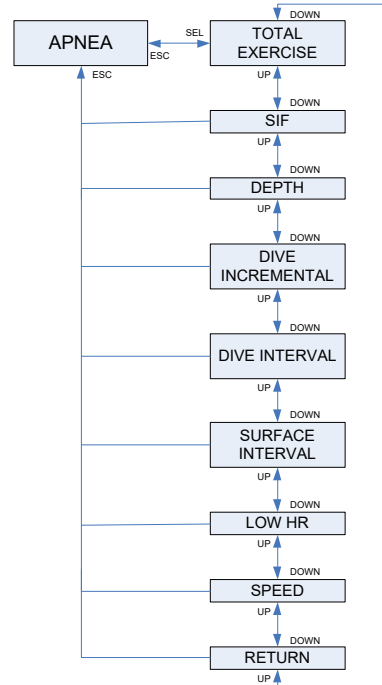 DOWN
APNEA
SEL
ESC
TOTAL
EXERCISE
ESC
UP
DOWN
SIF
UP
DOWN
DEPTH
UP
DOWN
DIVE
INCREMENTAL
UP
DOWN
DIVE INTERVAL
UP
DOWN
SURFACE
INTERVAL
UP
DOWN
LOW HR
UP
DOWN
SPEED
UP
DOWN
RETURN
UP